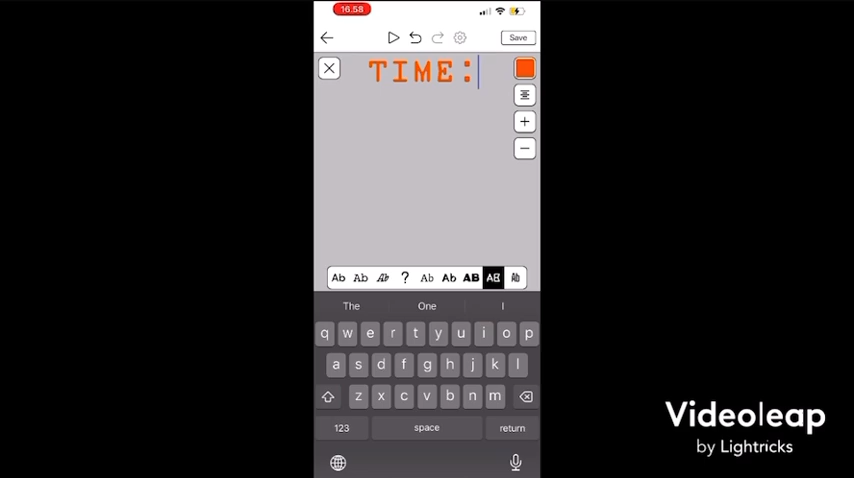 16.58
Save
TIME:
Ab Ab Ab ? Ab Ab AB AB Ab
The One I
q w e r t y u i o p
a s d f g h j k l
z x c v b n m
123 space return
Videoleap
by Lightricks